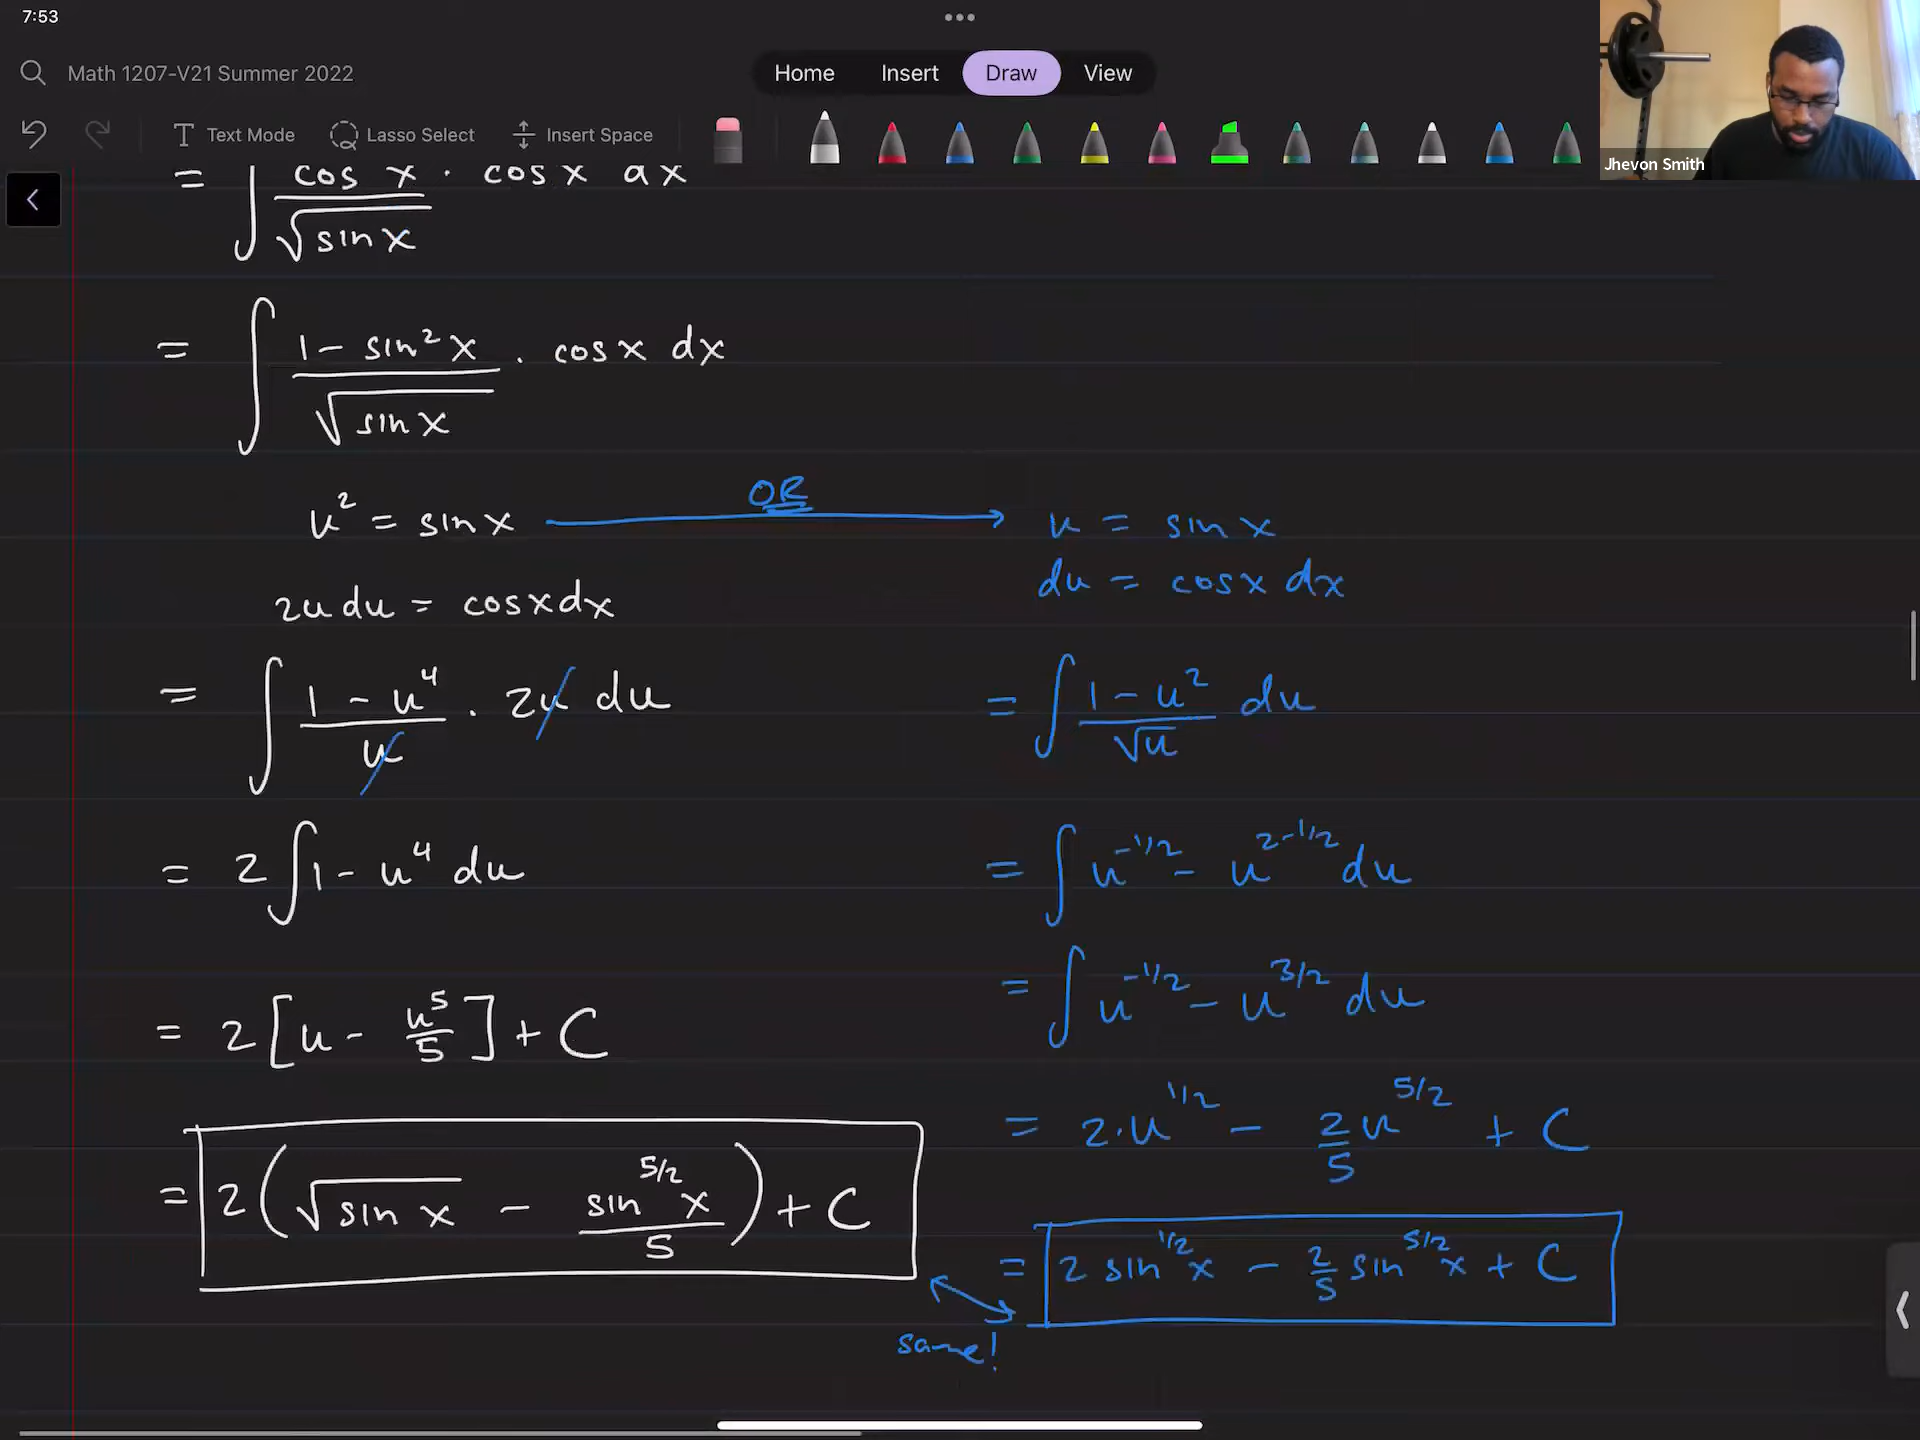 7:53
Math 1207-V21 Summer 2022
Home Insert Draw View
Text Mode Lasso Select Insert Space
Jhevon Smith
= ∫ cos x / √sin x · cos x dx
= ∫ (1 - sin² x) / √sin x · cos x dx
u² = sin x
2u du = cos x dx
= ∫ (1 - u⁴) / u · 2u du
= 2 ∫ 1 - u⁴ du
= 2 [u - u⁵/5] + C
= 2 (√sin x - sin^5/2 x / 5) + C
OR
u = sin x
du = cos x dx
= ∫ (1 - u²) / √u du
= ∫ u^-1/2 - u^2-1/2 du
= ∫ u^-1/2 - u^3/2 du
= 2·u^1/2 - 2/5 u^5/2 + C
= 2 sin^1/2 x - 2/5 sin^5/2 x + C
same!